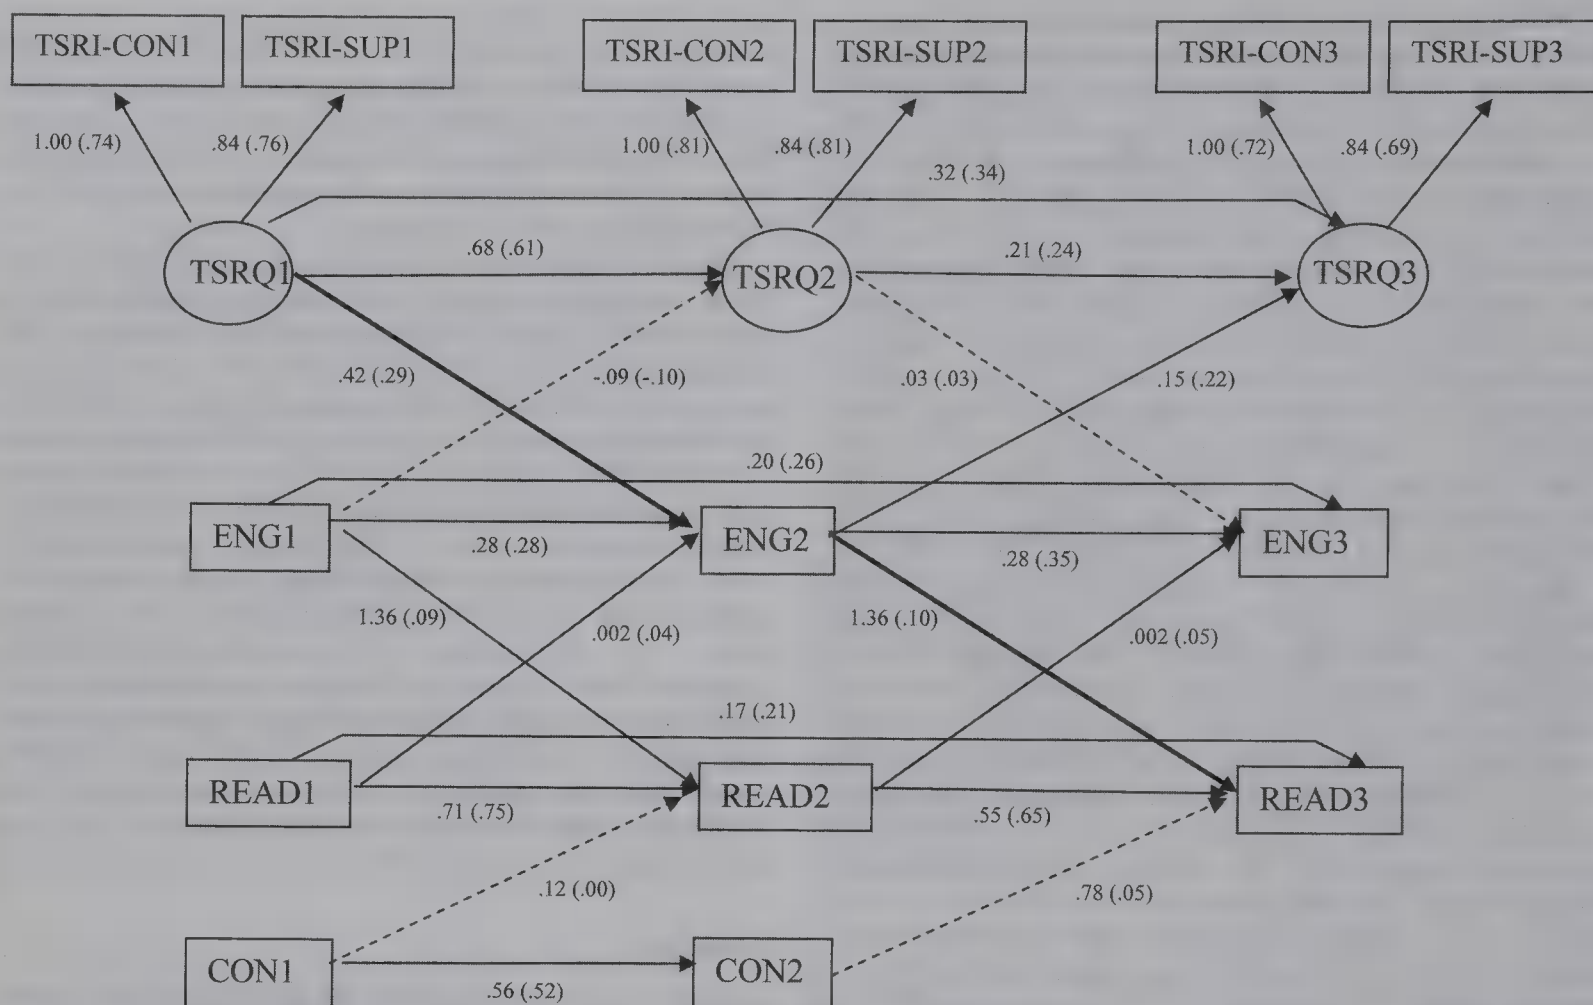 TSRI-CON1 TSRI-SUP1 TSRI-CON2 TSRI-SUP2 TSRI-CON3 TSRI-SUP3
1.00 (.74) .84 (.76) 1.00 (.81) .84 (.81) 1.00 (.72) .84 (.69)
.32 (.34)
.68 (.61) .21 (.24)
TSRQ1 TSRQ2 TSRQ3
.42 (.29) -.09 (-.10) .03 (.03) .15 (.22)
.20 (.26)
ENG1 ENG2 ENG3
.28 (.28) .28 (.35)
1.36 (.09) .002 (.04) 1.36 (.10) .002 (.05)
.17 (.21)
READ1 READ2 READ3
.71 (.75) .55 (.65)
.12 (.00) .78 (.05)
CON1 CON2
.56 (.52)